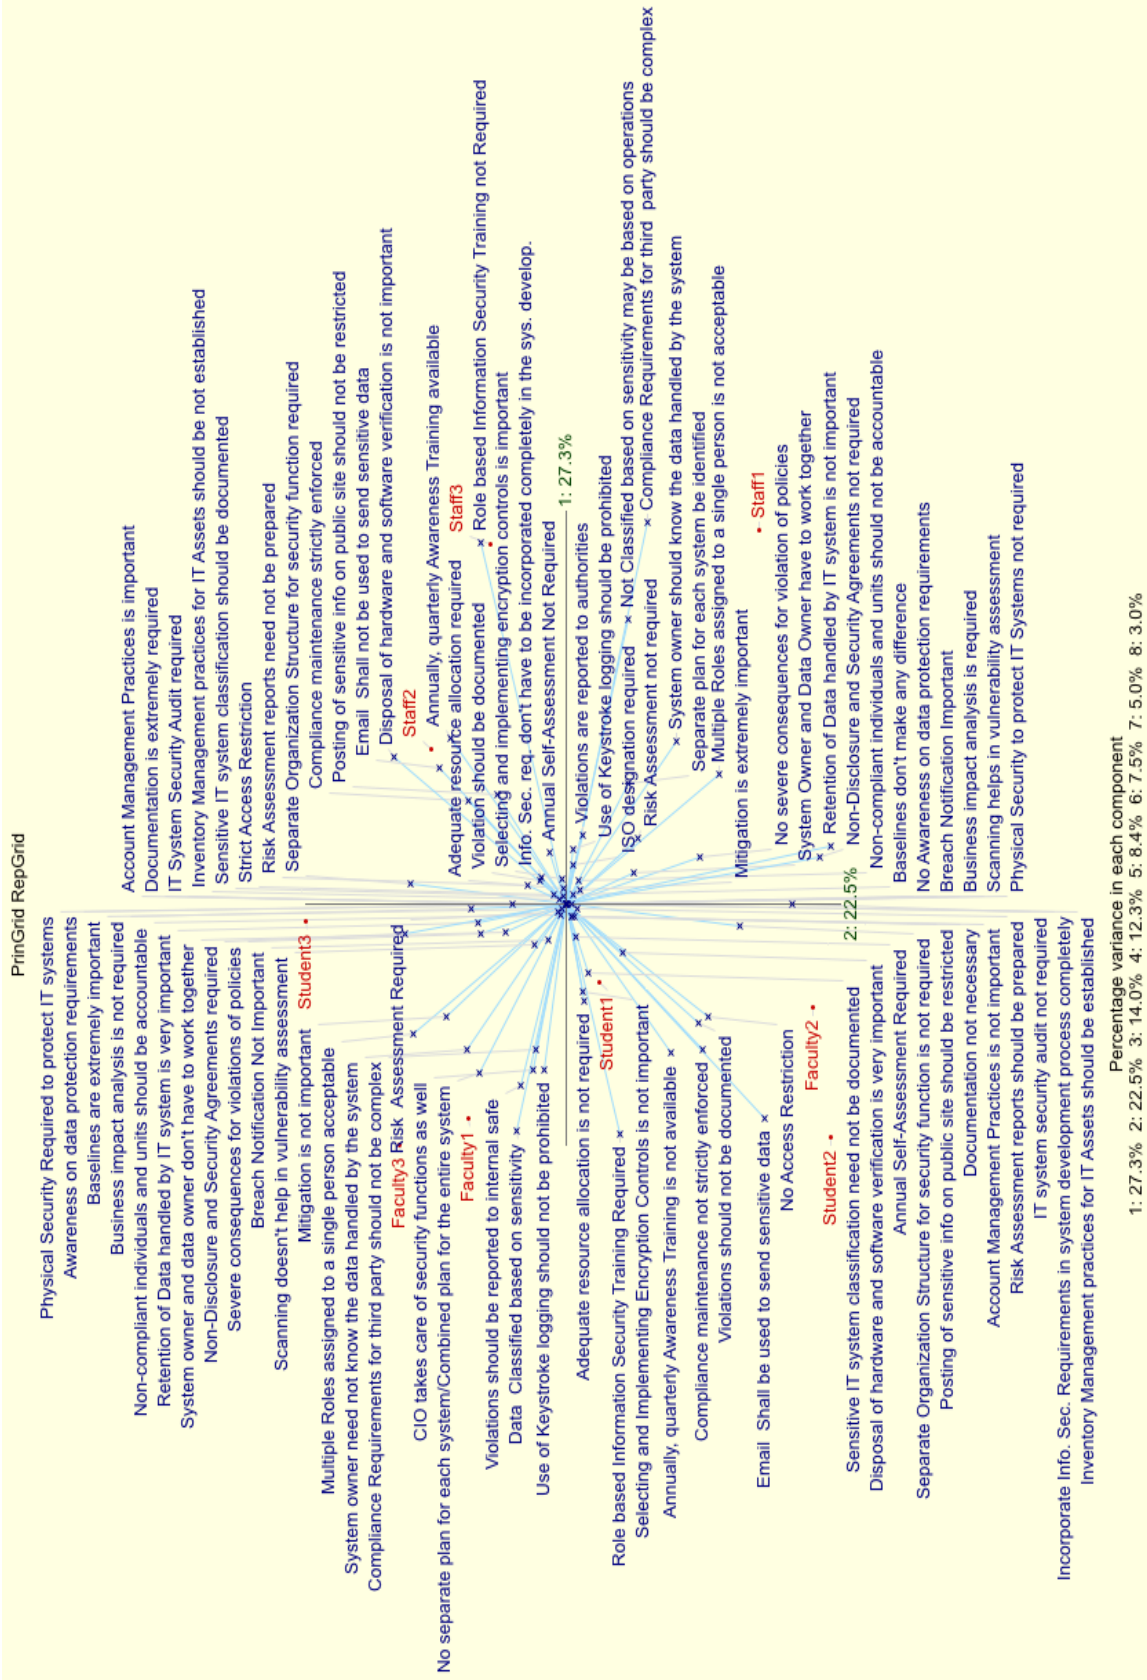 PrinGrid RepGrid
Physical Security Required to protect IT systems
Awareness on data protection requirements
Baselines are extremely important
Business impact analysis is not required
Non-compliant individuals and units should be accountable
Retention of Data handled by IT system is very important
System owner and data owner don't have to work together
Non-Disclosure and Security Agreements required
Severe consequences for violations of policies
Breach Notification Not Important
Scanning doesn't help in vulnerability assessment
Mitigation is not important
Student3
Multiple Roles assigned to a single person acceptable
System owner need not know the data handled by the system
Compliance Requirements for third party should not be complex
Faculty3
Risk Assessment Required
CIO takes care of security functions as well
No separate plan for each system/Combined plan for the entire system
Faculty1
Violations should be reported to internal safe
Data Classified based on sensitivity
Use of Keystroke logging should not be prohibited
Adequate resource allocation is not required
Student1
Role based Information Security Training Required
Selecting and Implementing Encryption Controls is not important
Annually, quarterly Awareness Training is not available
Compliance maintenance not strictly enforced
Violations should not be documented
Email Shall be used to send sensitive data
No Access Restriction
Faculty2
Student2
Sensitive IT system classification need not be documented
Disposal of hardware and software verification is very important
Annual Self-Assessment Required
Separate Organization Structure for security function is not required
Posting of sensitive info on public site should be restricted
Documentation not necessary
Account Management Practices is not important
Risk Assessment reports should be prepared
IT system security audit not required
Incorporate Info. Sec. Requirements in system development process completely
Inventory Management practices for IT Assets should be established
Account Management Practices is important
Documentation is extremely required
IT System Security Audit required
Inventory Management practices for IT Assets should be not established
Sensitive IT system classification should be documented
Strict Access Restriction
Risk Assessment reports need not be prepared
Separate Organization Structure for security function required
Compliance maintenance strictly enforced
Posting of sensitive info on public site should not be restricted
Email Shall not be used to send sensitive data
Disposal of hardware and software verification is not important
Staff2
Annually, quarterly Awareness Training available
Adequate resource allocation required
Staff3
Violation should be documented
Role based Information Security Training not Required
Selecting and implementing encryption controls is important
Info. Sec. req. don't have to be incorporated completely in the sys. develop.
Annual Self-Assessment Not Required
1: 27.3%
Violations are reported to authorities
Use of Keystroke logging should be prohibited
ISO designation required
Not Classified based on sensitivity may be based on operations
Risk Assessment not required
Compliance Requirements for third party should be complex
System owner should know the data handled by the system
Separate plan for each system be identified
Multiple Roles assigned to a single person is not acceptable
Mitigation is extremely important
Staff1
No severe consequences for violation of policies
System Owner and Data Owner have to work together
Retention of Data handled by IT system is not important
2: 22.5%
Non-Disclosure and Security Agreements not required
Non-compliant individuals and units should not be accountable
Baselines don't make any difference
No Awareness on data protection requirements
Breach Notification Important
Business impact analysis is required
Scanning helps in vulnerability assessment
Physical Security to protect IT Systems not required
Percentage variance in each component
1: 27.3% 2: 22.5% 3: 14.0% 4: 12.3% 5: 8.4% 6: 7.5% 7: 5.0% 8: 3.0%